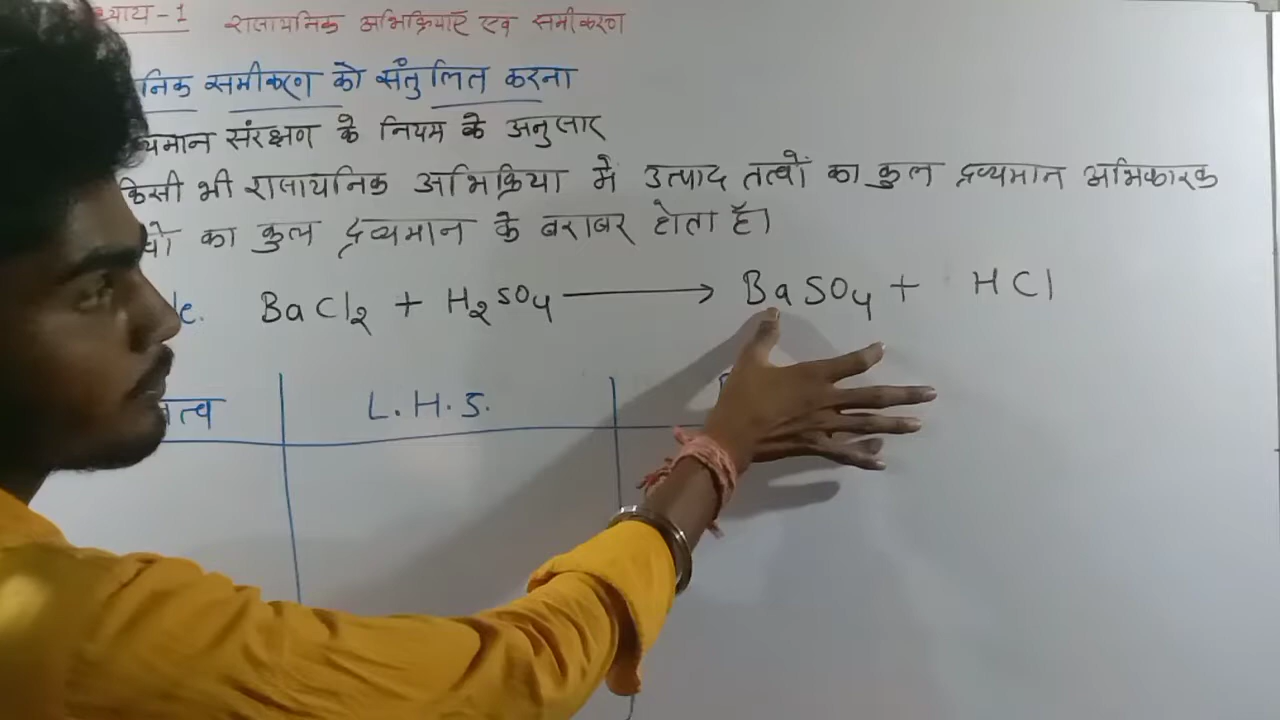 ध्याय - 1 रासायनिक अभिक्रियाएँ एवं समीकरण
निक समीकरण को संतुलित करना
व्यमान संरक्षण के नियम के अनुसार
किसी भी रासायनिक अभिक्रिया में उत्पाद तत्वों का कुल द्रव्यमान अभिकारक
का कुल द्रव्यमान के बराबर होता है।
BaCl₂ + H₂SO₄ ⟶ BaSO₄ + HCl
तत्व L.H.S.